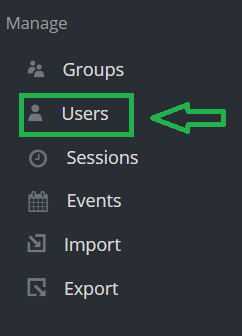 Manage
Groups
Users
Sessions
Events
Import
Export